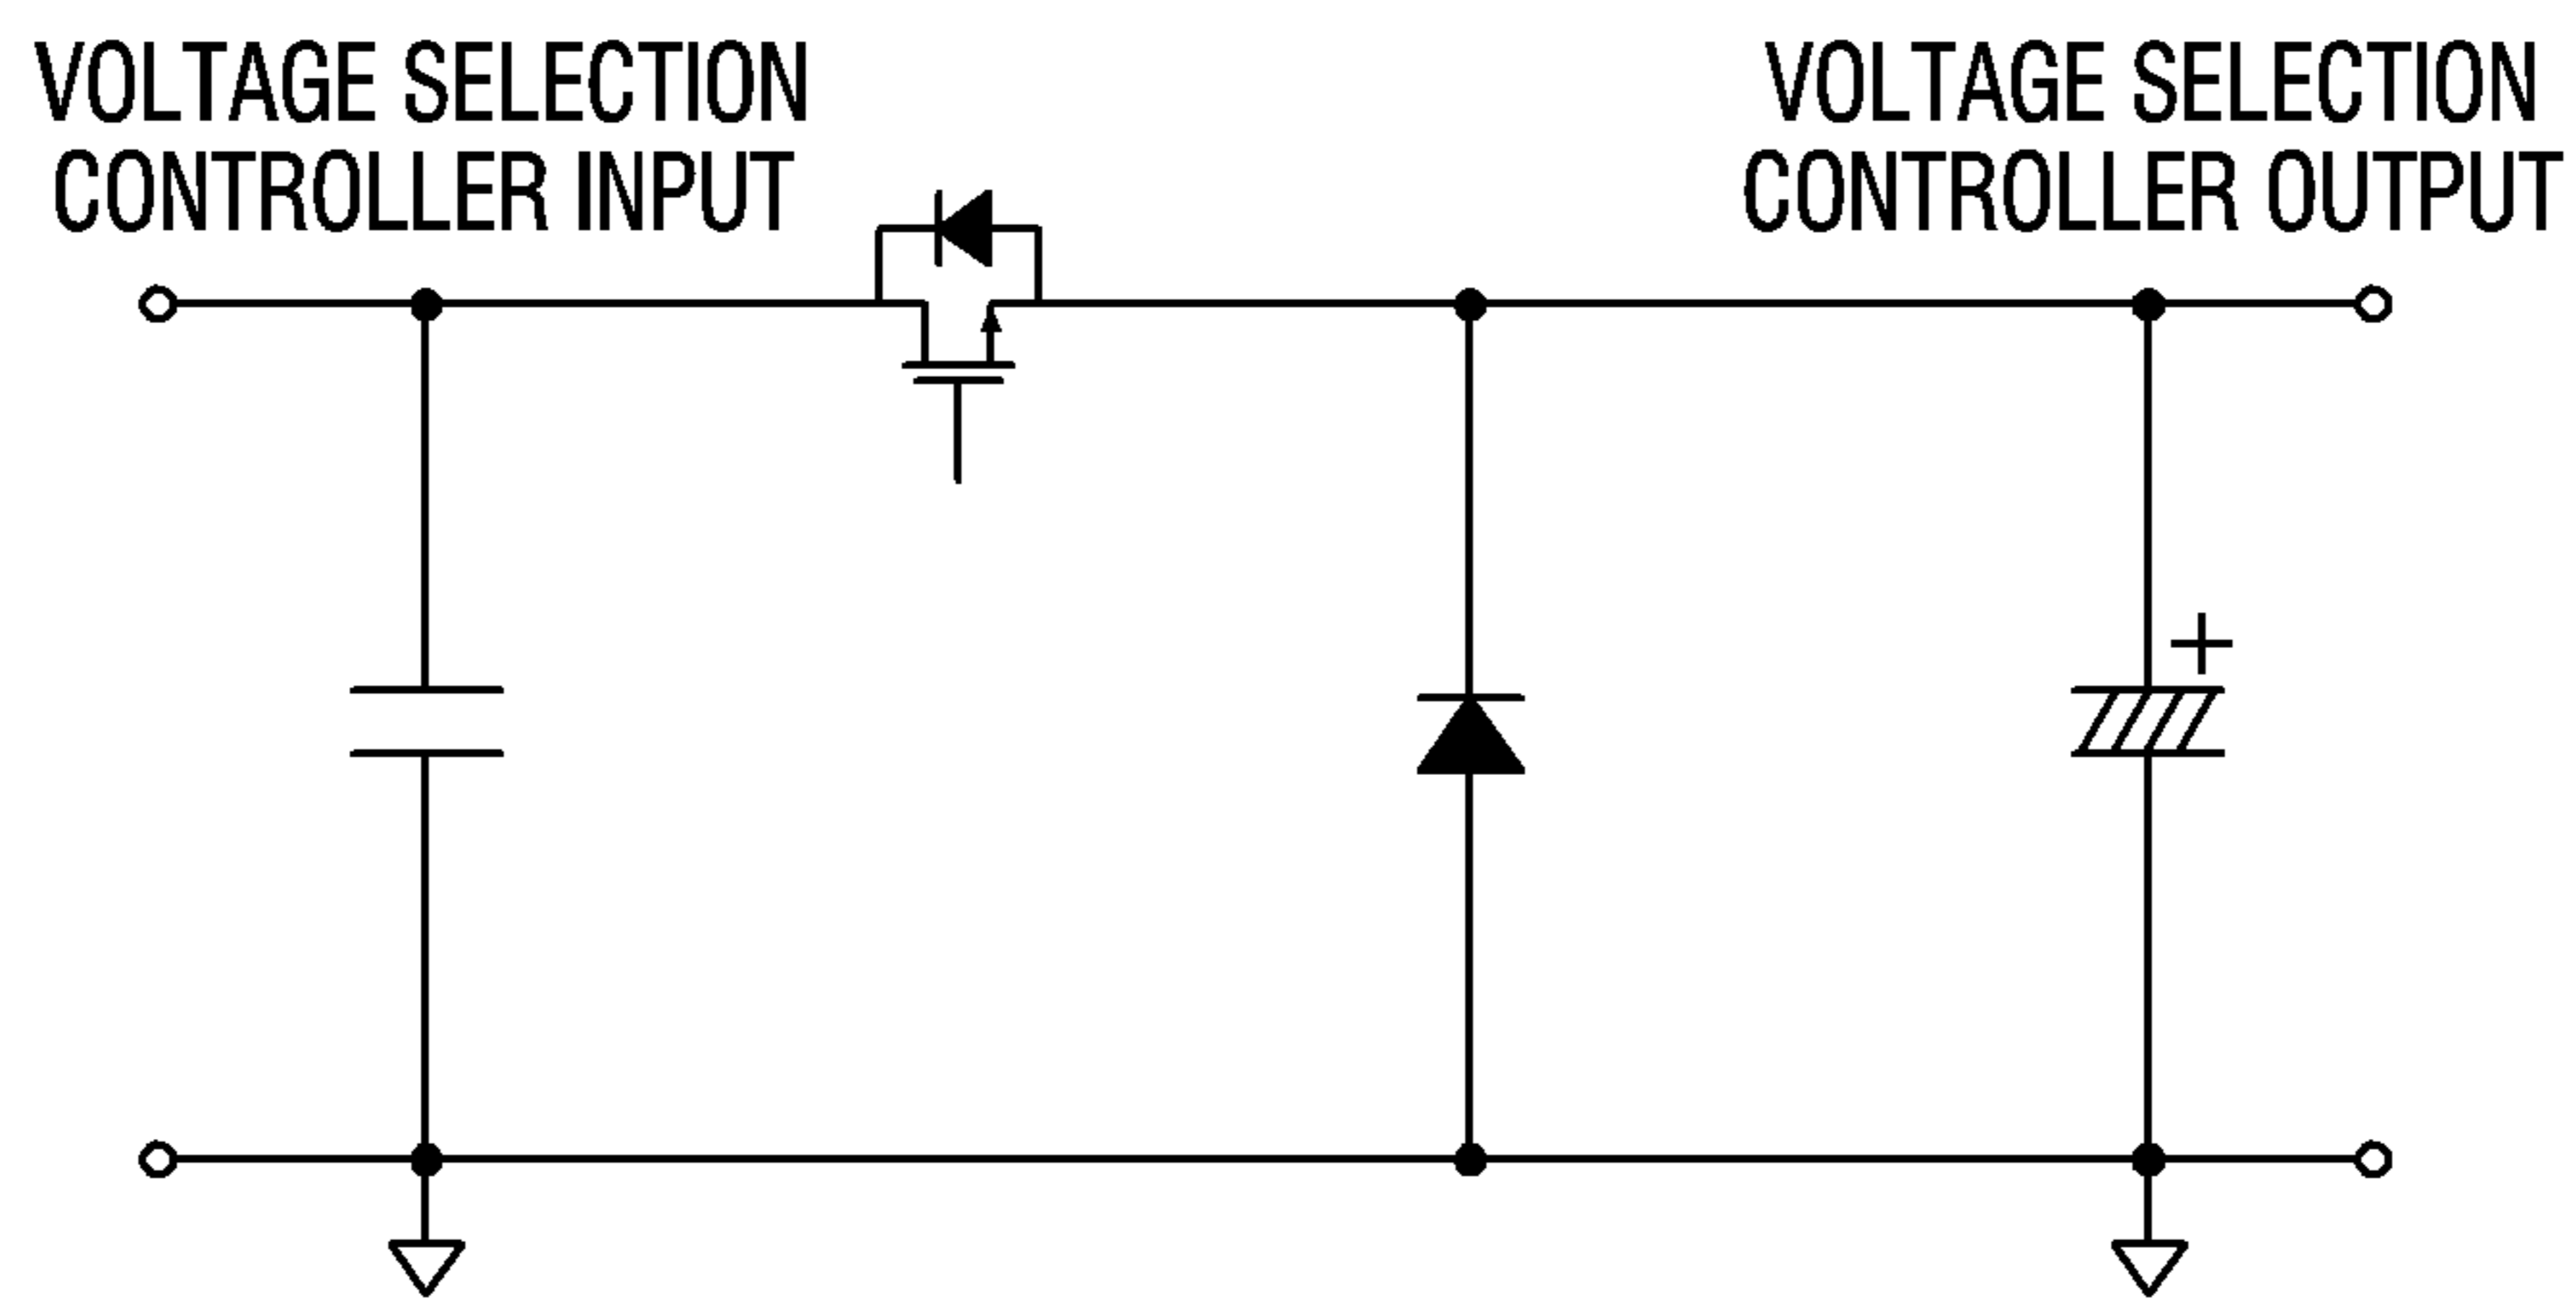 VOLTAGE SELECTION
CONTROLLER INPUT
VOLTAGE SELECTION
CONTROLLER OUTPUT
+